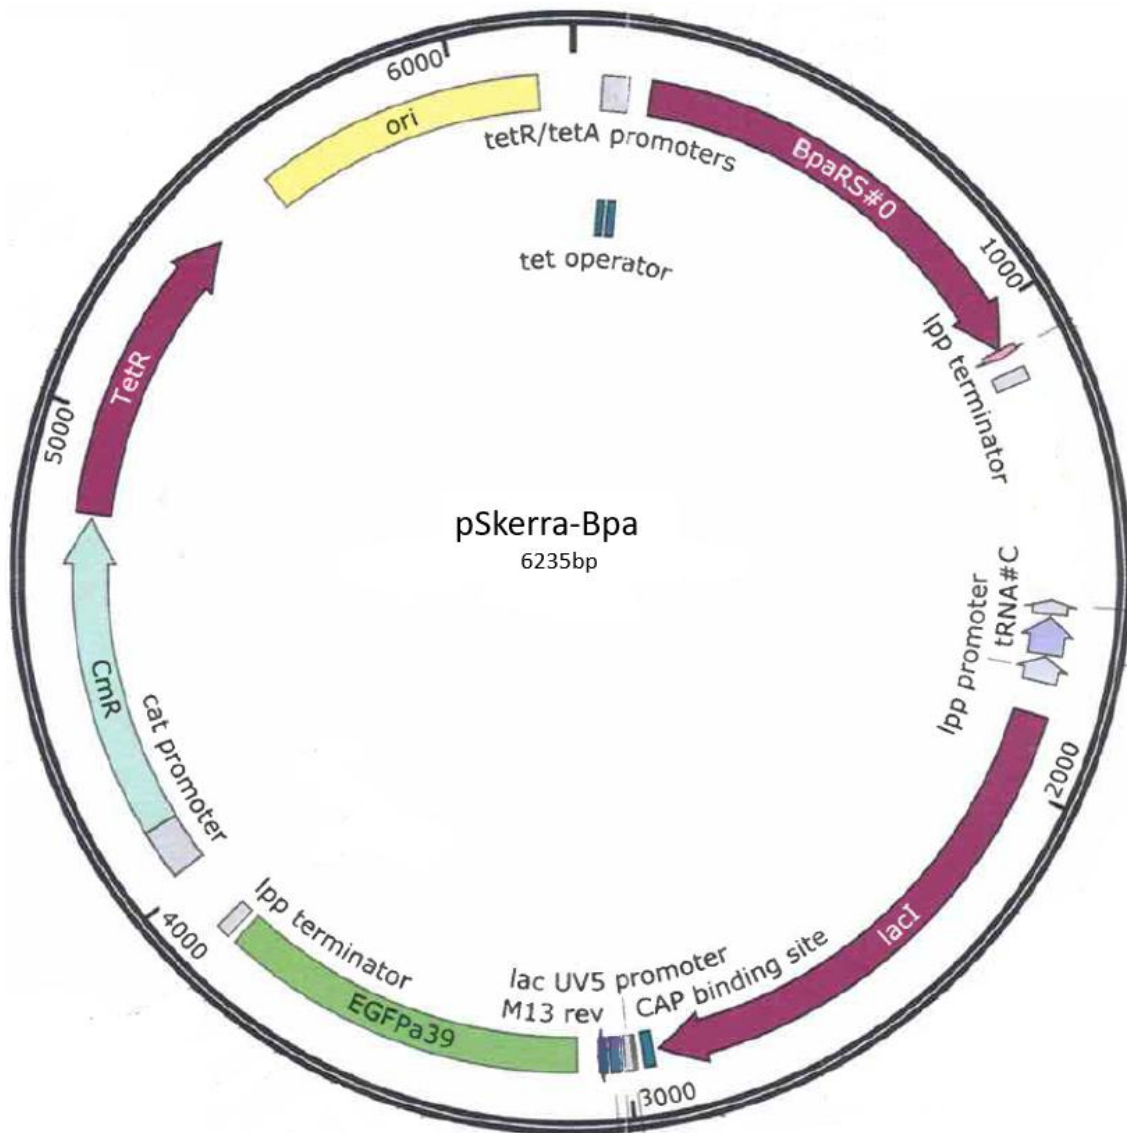 6000
ori
tetR/tetA promoters
BpaRS#0
tet operator
1000
lpp terminator
TetR
5000
pSkerra-Bpa
6235bp
tRNA#C
lpp promoter
CmR
cat promoter
2000
lacI
lpp terminator
4000
EGFPa39
lac UV5 promoter
M13 rev
CAP binding site
3000